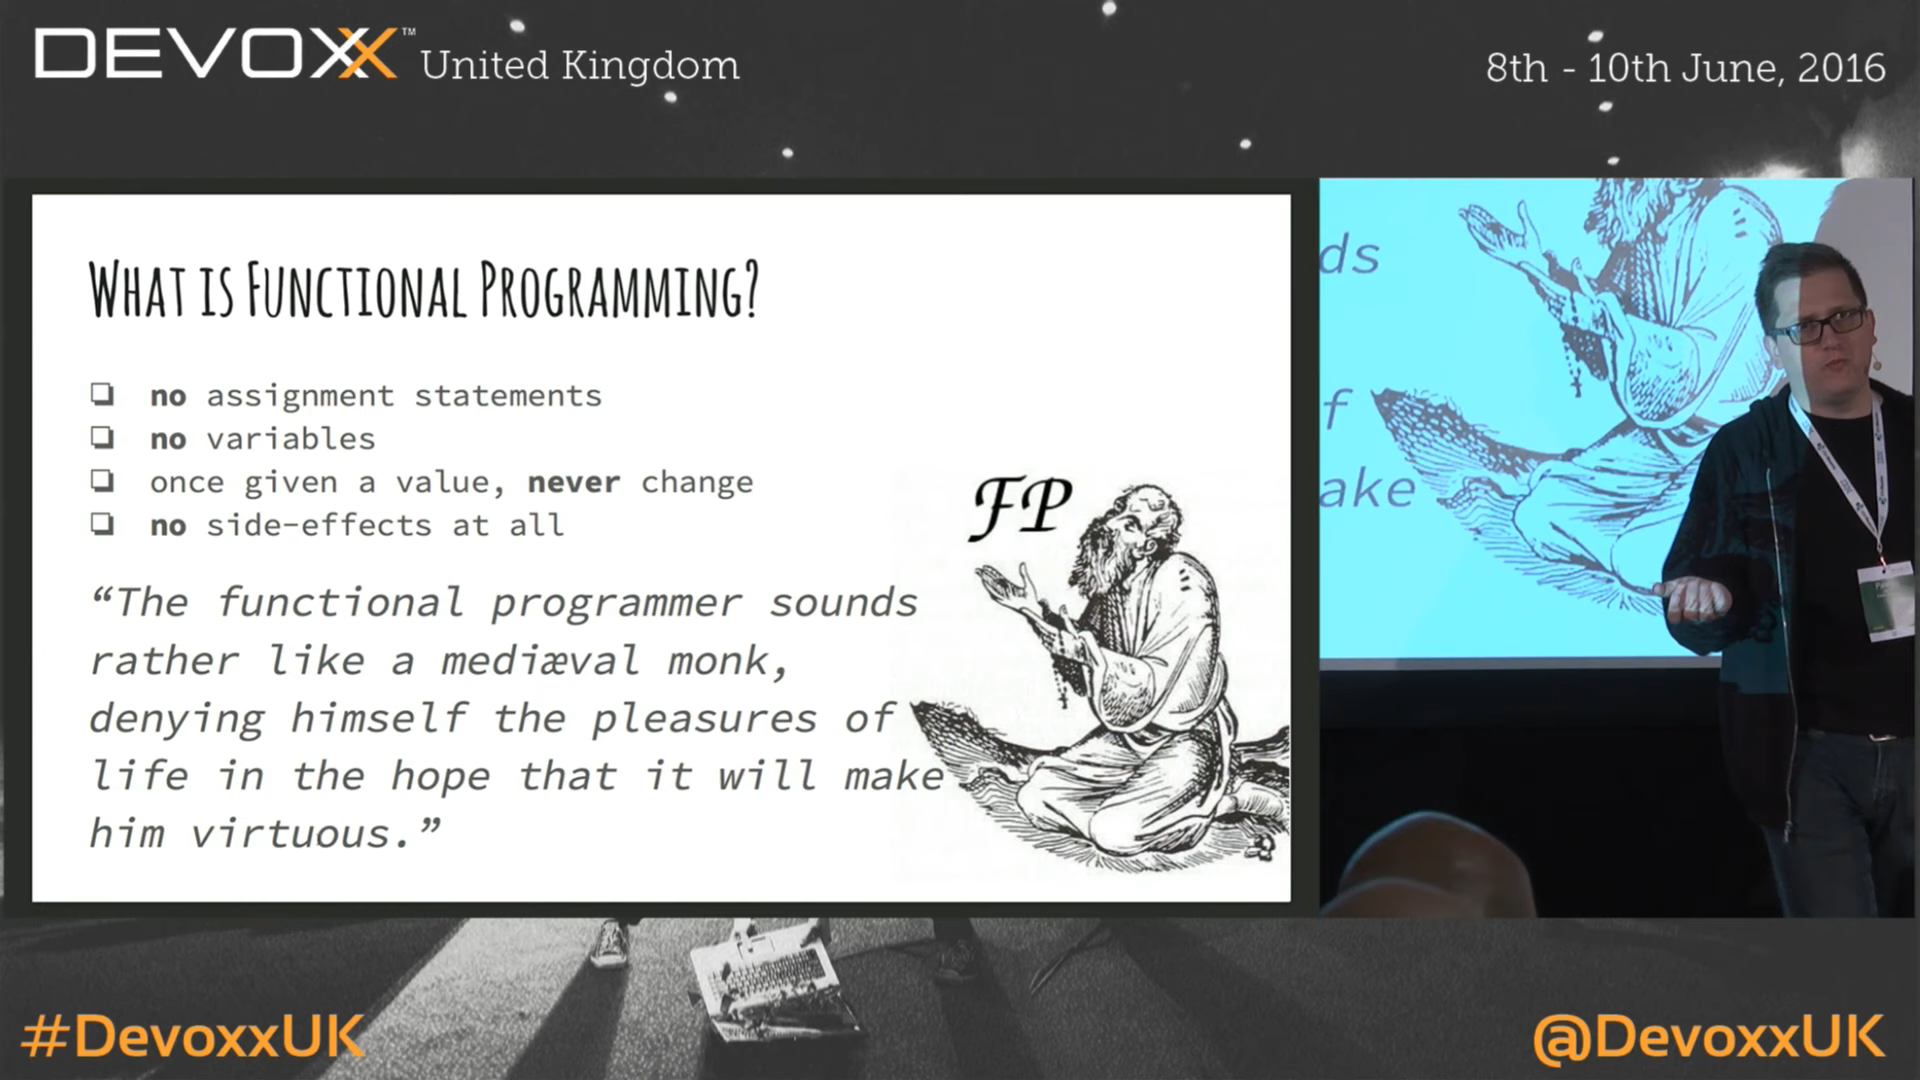 DEVOXX™ United Kingdom
8th - 10th June, 2016
WHAT IS FUNCTIONAL PROGRAMMING?
❏ no assignment statements
❏ no variables
❏ once given a value, never change
❏ no side-effects at all
FP
“The functional programmer sounds
rather like a mediæval monk,
denying himself the pleasures of
life in the hope that it will make
him virtuous.”
ds
f
ake
#DevoxxUK
@DevoxxUK